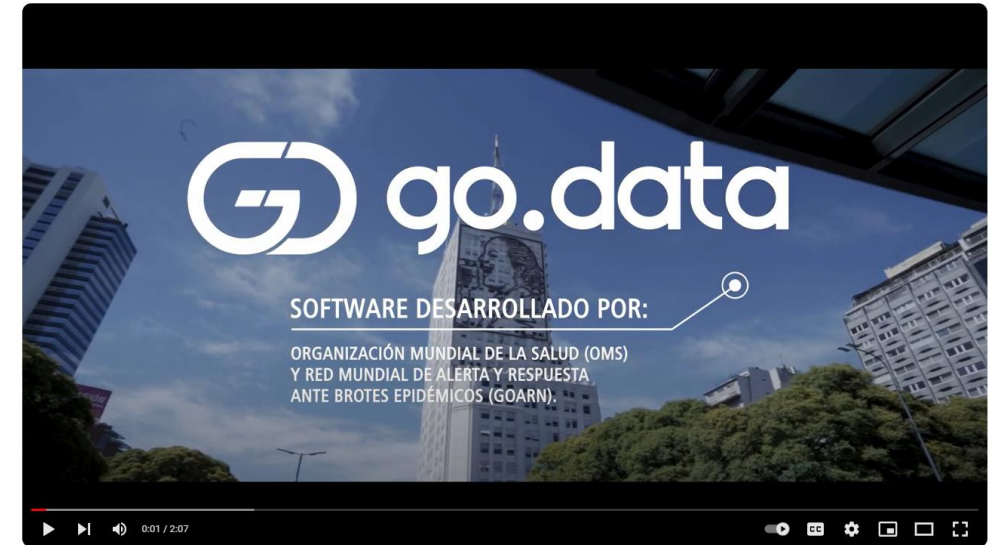 go.data
SOFTWARE DESARROLLADO POR:
ORGANIZACIÓN MUNDIAL DE LA SALUD (OMS)
Y RED MUNDIAL DE ALERTA Y RESPUESTA
ANTE BROTES EPIDÉMICOS (GOARN).
0:01 / 2:07
CC